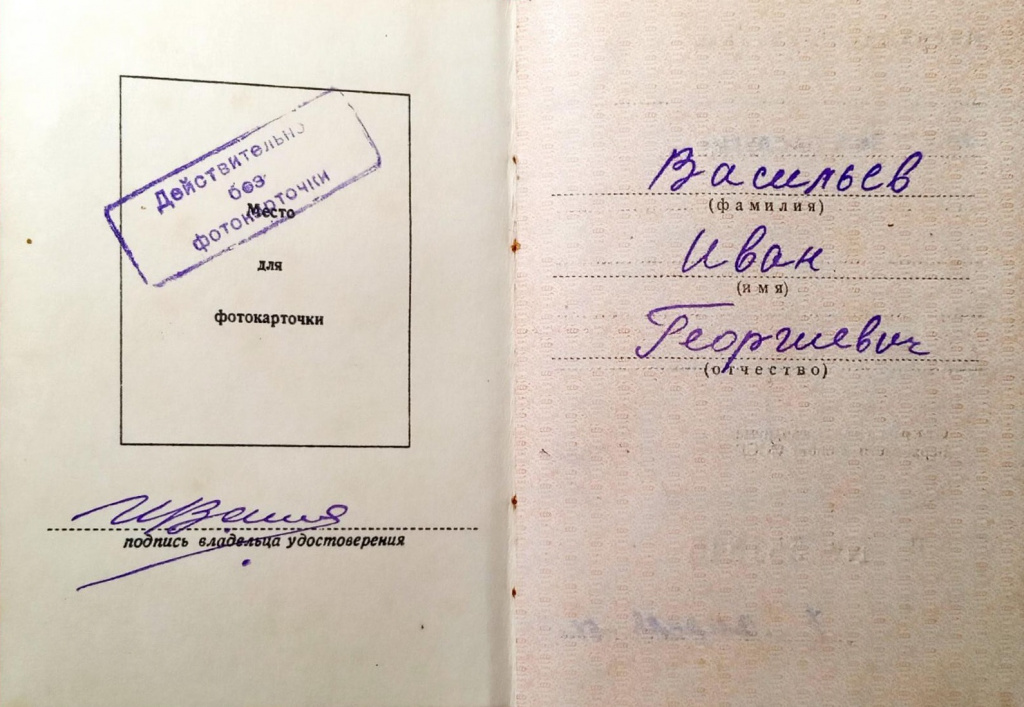 Действительно
без
фотокарточки
Место
для
фотокарточки
подпись владельца удостоверения
Васильев
(фамилия)
Иван
(имя)
Георгиевич
(отчество)